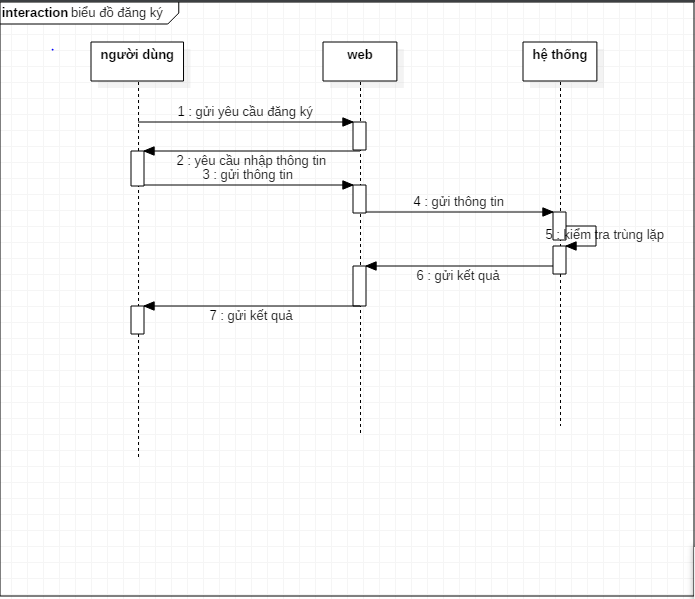 interaction biểu đồ đăng ký
người dùng
web
hệ thống
1 : gửi yêu cầu đăng ký
2 : yêu cầu nhập thông tin
3 : gửi thông tin
4 : gửi thông tin
5 : kiểm tra trùng lặp
6 : gửi kết quả
7 : gửi kết quả